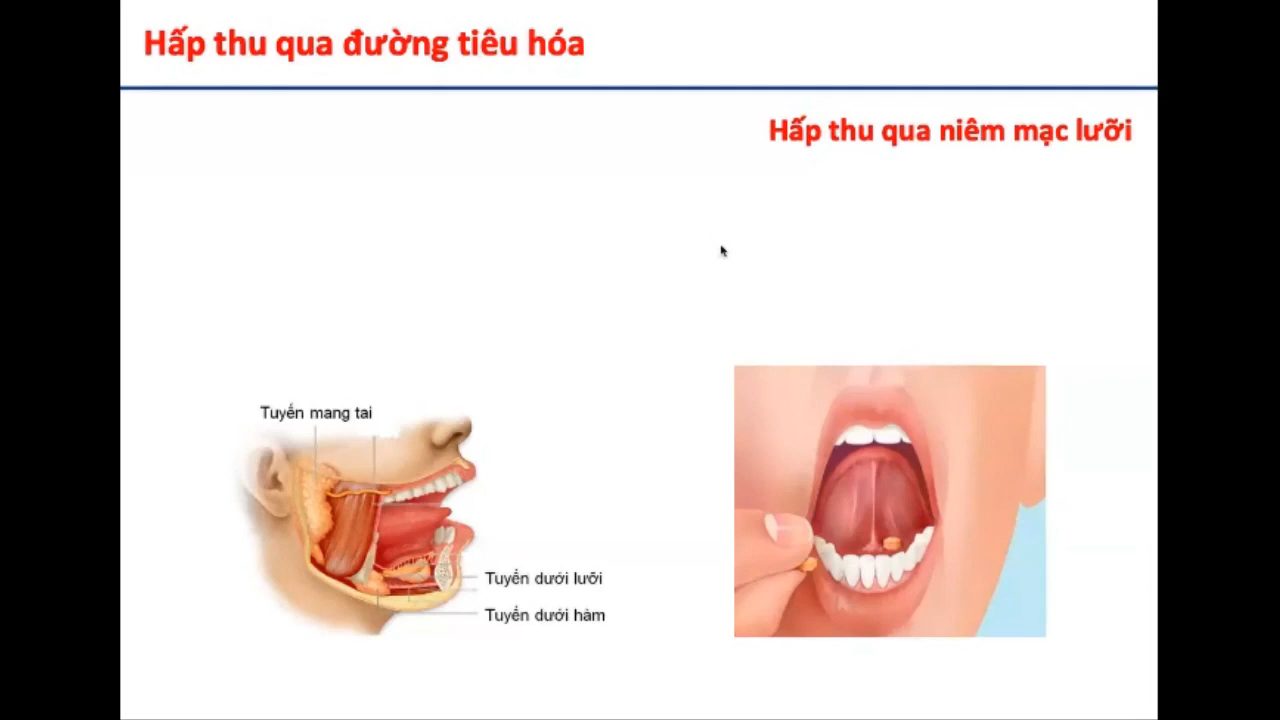 Hấp thu qua đường tiêu hóa
Hấp thu qua niêm mạc lưỡi
Tuyến mang tai
Tuyến dưới lưỡi
Tuyến dưới hàm